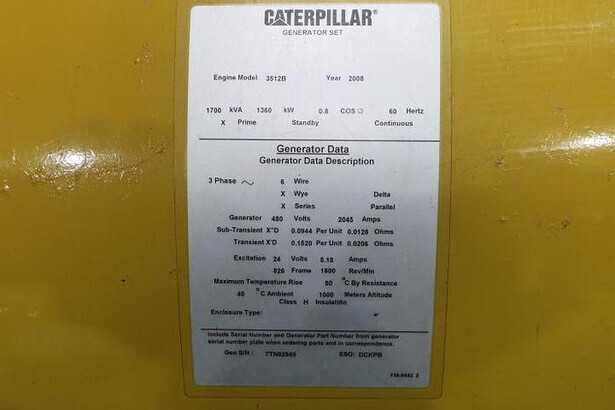 CATERPILLAR®
GENERATOR SET
Engine Model 3512B Year 2008
1700 kVA 1360 kW 0.8 COS □ 60 Hertz
X Prime Standby Continuous
Generator Data
Generator Data Description
3 Phase ~ 6 Wire
X Wye Delta
X Series Parallel
Generator 480 Volts 2045 Amps
Sub-Transient X"D 0.0944 Per Unit 0.0128 Ohms
Transient X'D 0.1520 Per Unit 0.0206 Ohms
Excitation 24 Volts 5.15 Amps
826 Frame 1800 Rev/Min
Maximum Temperature Rise 80 °C By Resistance
40 °C Ambient 1000 Meters Altitude
Class H Insulation
Enclosure Type:
Include Serial Number and Generator Part Number from generator
serial number plate when ordering parts and in correspondence.
Gen S/N : ESO: DCKPB